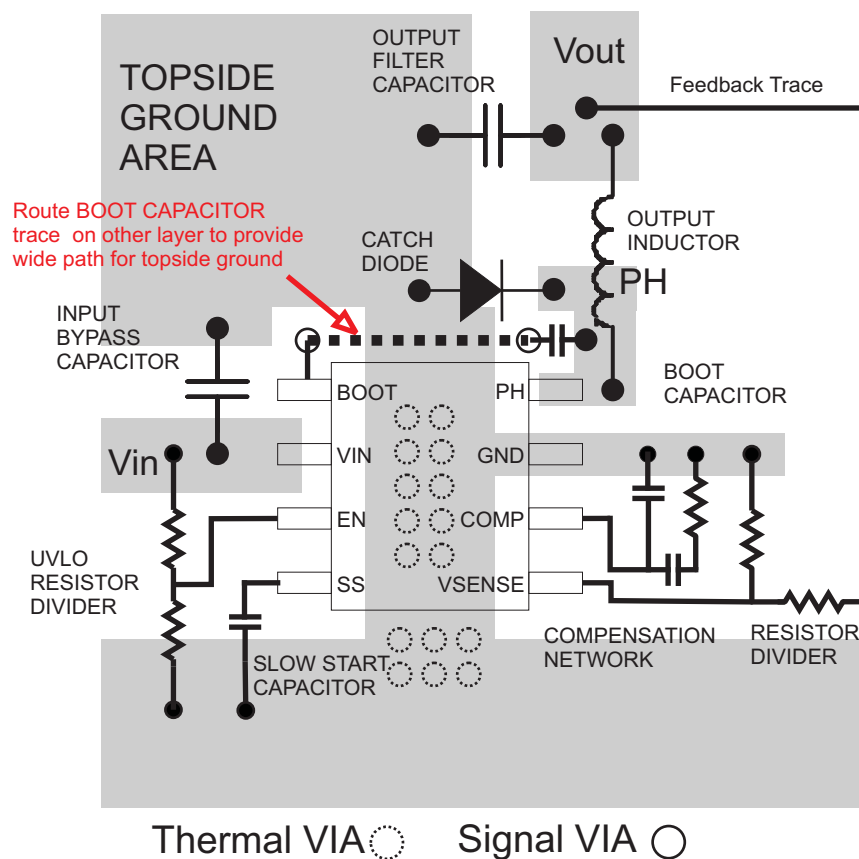 OUTPUT
FILTER
CAPACITOR
Vout
Feedback Trace
TOPSIDE
GROUND
AREA
Route BOOT CAPACITOR
trace on other layer to provide
wide path for topside ground
CATCH
DIODE
OUTPUT
INDUCTOR
PH
INPUT
BYPASS
CAPACITOR
BOOT
CAPACITOR
BOOT
PH
Vin
VIN
GND
EN
COMP
UVLO
RESISTOR
DIVIDER
SS
VSENSE
SLOW START
CAPACITOR
COMPENSATION
NETWORK
RESISTOR
DIVIDER
Thermal VIA
Signal VIA